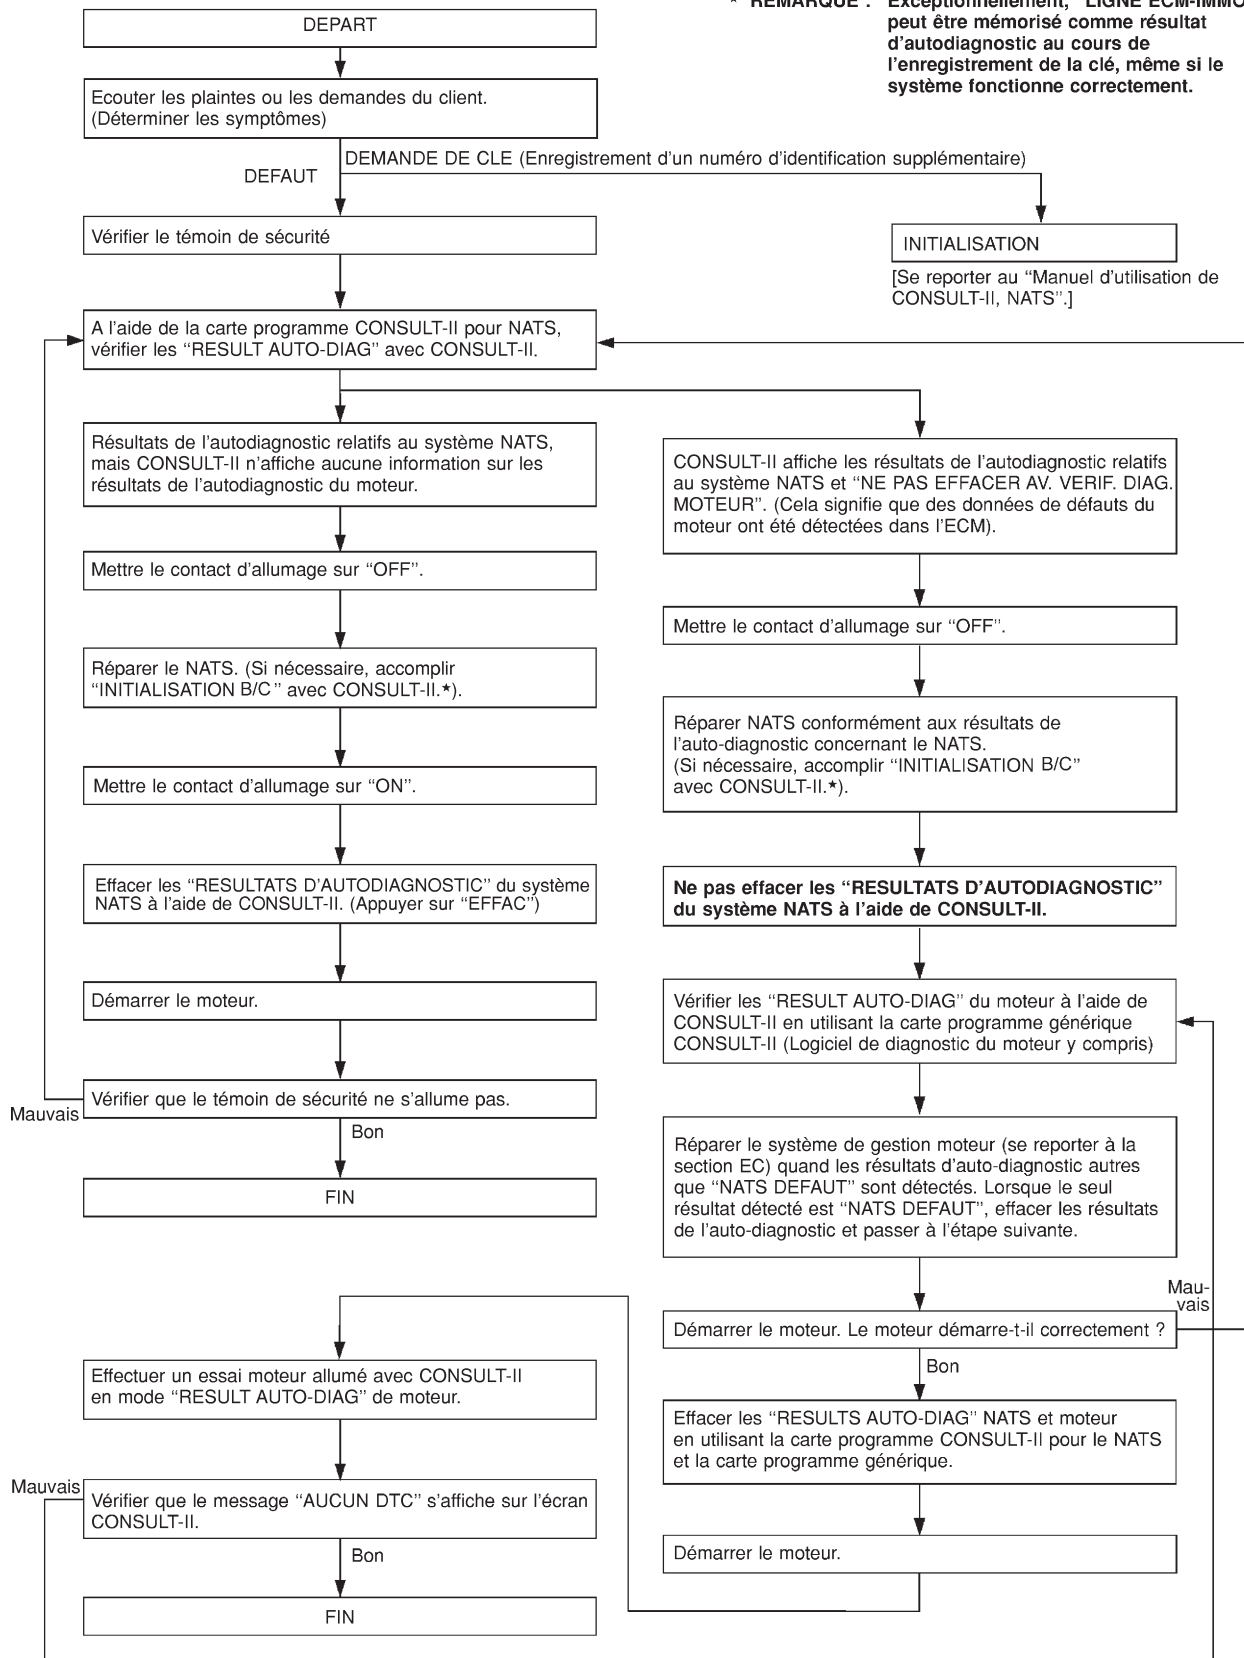 ★ REMARQUE : Exceptionnellement, "LIGNE ECM-IMMO
peut être mémorisé comme résultat
d'autodiagnostic au cours de
l'enregistrement de la clé, même si le
système fonctionne correctement.
DEPART
Ecouter les plaintes ou les demandes du client.
(Déterminer les symptômes)
DEMANDE DE CLE (Enregistrement d'un numéro d'identification supplémentaire)
DEFAUT
Vérifier le témoin de sécurité
INITIALISATION
[Se reporter au "Manuel d'utilisation de
CONSULT-II, NATS".]
A l'aide de la carte programme CONSULT-II pour NATS,
vérifier les "RESULT AUTO-DIAG" avec CONSULT-II.
Résultats de l'autodiagnostic relatifs au système NATS,
mais CONSULT-II n'affiche aucune information sur les
résultats de l'autodiagnostic du moteur.
Mettre le contact d'allumage sur "OFF".
Réparer le NATS. (Si nécessaire, accomplir
"INITIALISATION B/C" avec CONSULT-II.★).
Mettre le contact d'allumage sur "ON".
Effacer les "RESULTATS D'AUTODIAGNOSTIC" du système
NATS à l'aide de CONSULT-II. (Appuyer sur "EFFAC")
Démarrer le moteur.
Vérifier que le témoin de sécurité ne s'allume pas.
Mauvais
Bon
FIN
CONSULT-II affiche les résultats de l'autodiagnostic relatifs
au système NATS et "NE PAS EFFACER AV. VERIF. DIAG.
MOTEUR". (Cela signifie que des données de défauts du
moteur ont été détectées dans l'ECM).
Mettre le contact d'allumage sur "OFF".
Réparer NATS conformément aux résultats de
l'auto-diagnostic concernant le NATS.
(Si nécessaire, accomplir "INITIALISATION B/C"
avec CONSULT-II.★).
Ne pas effacer les "RESULTATS D'AUTODIAGNOSTIC"
du système NATS à l'aide de CONSULT-II.
Vérifier les "RESULT AUTO-DIAG" du moteur à l'aide de
CONSULT-II en utilisant la carte programme générique
CONSULT-II (Logiciel de diagnostic du moteur y compris)
Réparer le système de gestion moteur (se reporter à la
section EC) quand les résultats d'auto-diagnostic autres
que "NATS DEFAUT" sont détectés. Lorsque le seul
résultat détecté est "NATS DEFAUT", effacer les résultats
de l'auto-diagnostic et passer à l'étape suivante.
Mau-
vais
Démarrer le moteur. Le moteur démarre-t-il correctement ?
Bon
Effacer les "RESULTS AUTO-DIAG" NATS et moteur
en utilisant la carte programme CONSULT-II pour le NATS
et la carte programme générique.
Démarrer le moteur.
Effectuer un essai moteur allumé avec CONSULT-II
en mode "RESULT AUTO-DIAG" de moteur.
Mauvais
Vérifier que le message "AUCUN DTC" s'affiche sur l'écran
CONSULT-II.
Bon
FIN